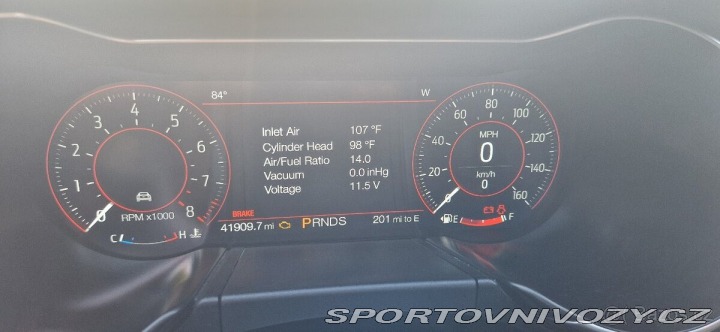 84° W
Inlet Air 107 °F
Cylinder Head 98 °F
Air/Fuel Ratio 14.0
Vacuum 0.0 inHg
Voltage 11.5 V
0 1 2 3 4 5 6 7 8
RPM x1000
C H
BRAKE
41909.7 mi PRNDS 201 mi to E
0 20 40 60 80 100 120 140 160
MPH
0
km/h
0
E F
SPORTOVNIVOZY.CZ